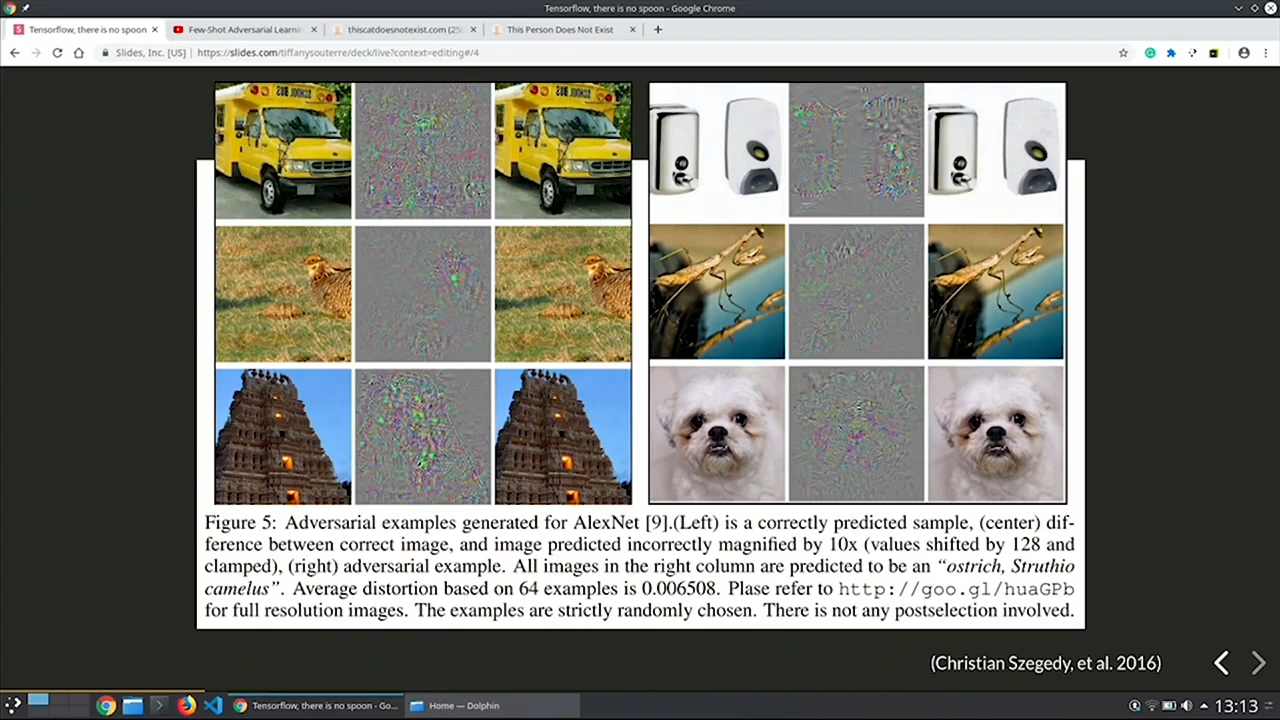 Tensorflow, there is no spoon - Google Chrome
Tensorflow, there is no spoon
Few-Shot Adversarial Learnin
thiscatdoesnotexist.com (25
This Person Does Not Exist
Slides, Inc. [US]
https://slides.com/tiffanysouterre/deck/live?context=editing#/4
SCHOOL BUS
SCHOOL BUS
Figure 5: Adversarial examples generated for AlexNet [9].(Left) is a correctly predicted sample, (center) dif-
ference between correct image, and image predicted incorrectly magnified by 10x (values shifted by 128 and
clamped), (right) adversarial example. All images in the right column are predicted to be an “ostrich, Struthio
camelus”. Average distortion based on 64 examples is 0.006508. Plase refer to http://goo.gl/huaGPb
for full resolution images. The examples are strictly randomly chosen. There is not any postselection involved.
(Christian Szegedy, et al. 2016)
Tensorflow, there is no spoon - Go...
Home — Dolphin
13:13